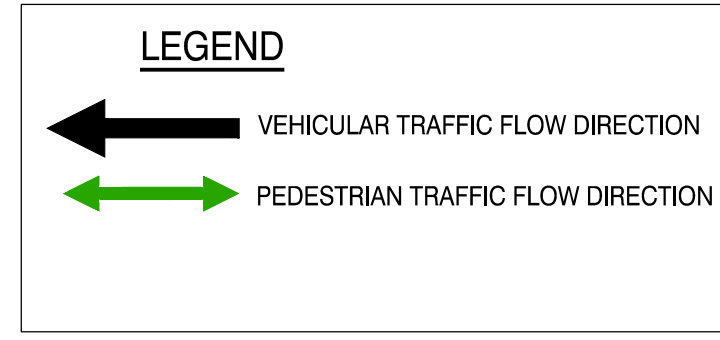 LEGEND
VEHICULAR TRAFFIC FLOW DIRECTION
PEDESTRIAN TRAFFIC FLOW DIRECTION